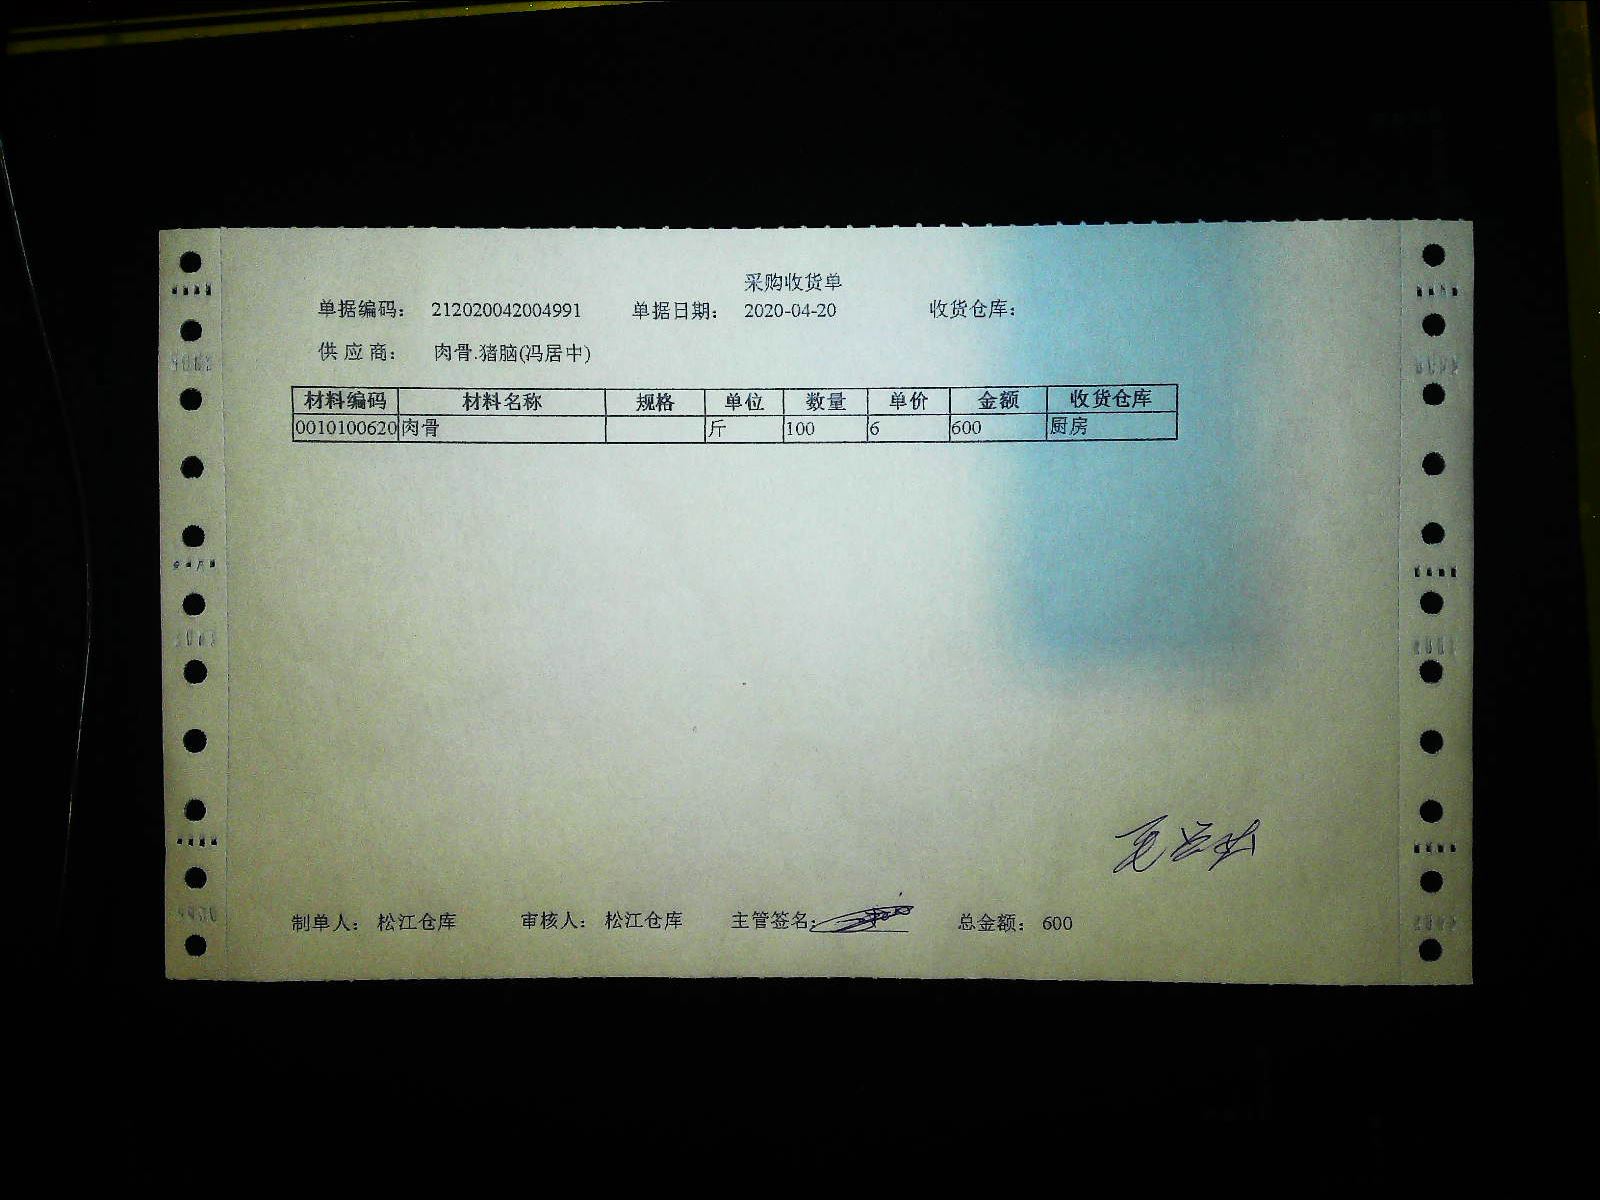 采购收货单
单据编码： 212020042004991 单据日期： 2020-04-20 收货仓库：
供应商： 肉骨.猪脑(冯居中)
材料编码 材料名称 规格 单位 数量 单价 金额 收货仓库
0010100620 肉骨 斤 100 6 600 厨房
制单人： 松江仓库 审核人： 松江仓库 主管签名： 总金额： 600